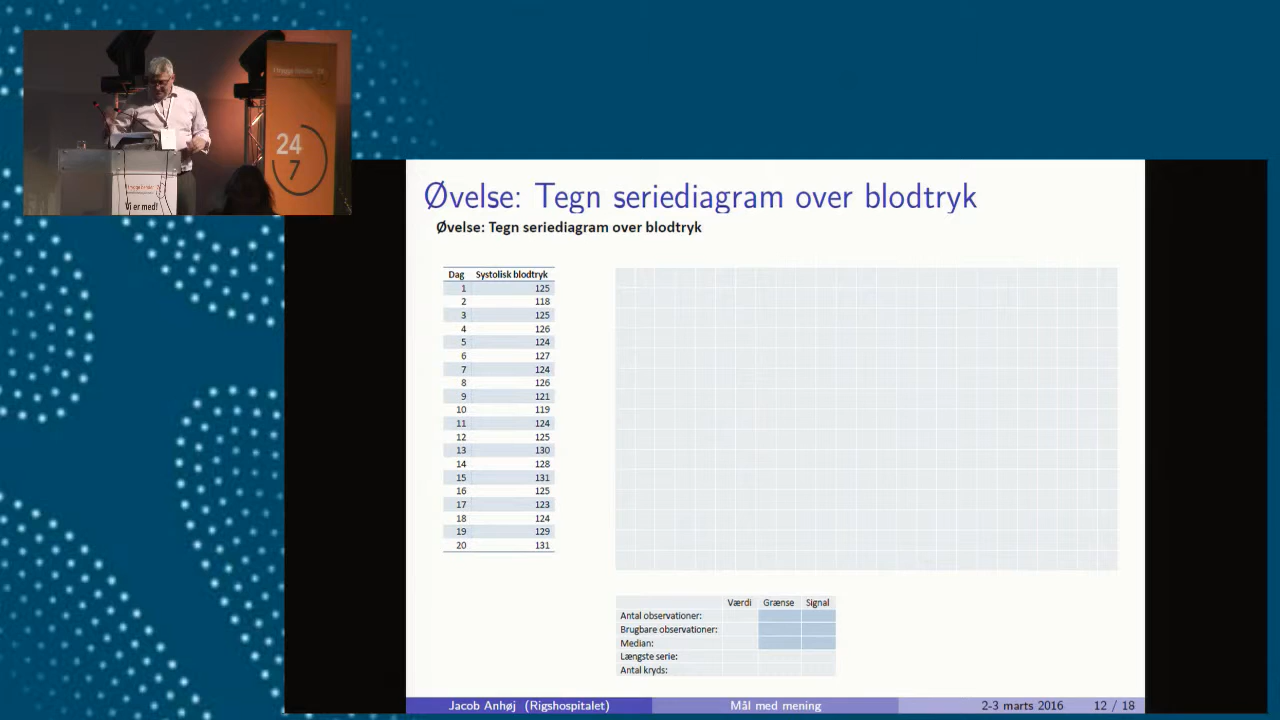 24
7
Vi er med!
Øvelse: Tegn seriediagram over blodtryk
Øvelse: Tegn seriediagram over blodtryk
Dag Systolisk blodtryk
1 125
2 118
3 125
4 126
5 124
6 127
7 124
8 126
9 121
10 119
11 124
12 125
13 130
14 128
15 131
16 125
17 123
18 124
19 129
20 131
Værdi Grænse Signal
Antal observationer:
Brugbare observationer:
Median:
Længste serie:
Antal kryds:
Jacob Anhøj (Rigshospitalet) Mål med mening 2-3 marts 2016 12 / 18